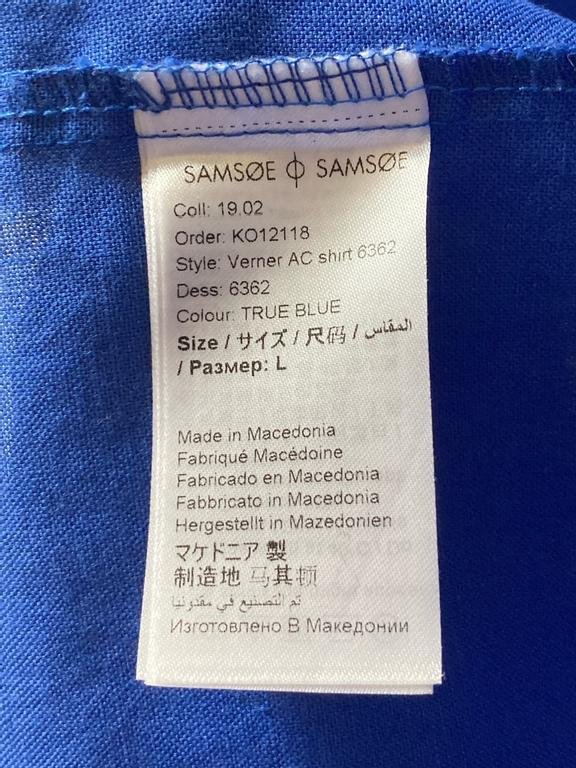 SAMSØE ϕ SAMSØE
Coll: 19.02
Order: KO12118
Style: Verner AC shirt 6362
Dess: 6362
Colour: TRUE BLUE
Size / サイズ / 尺码 / المقاس
/ Размер: L
Made in Macedonia
Fabriqué Macédoine
Fabricado en Macedonia
Fabbricato in Macedonia
Hergestellt in Mazedonien
マケドニア 製
制造地 马其顿
تم التصنيع في مقدونيا
Изготовлено В Македонии